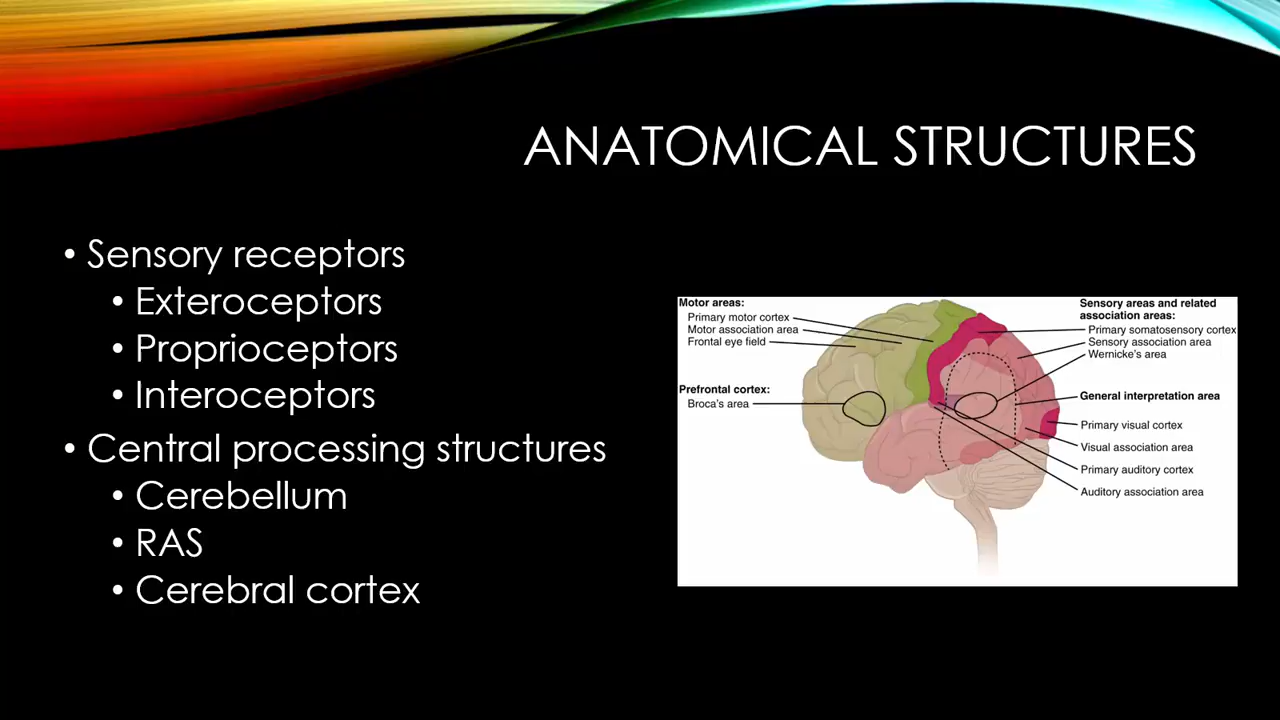 ANATOMICAL STRUCTURES
• Sensory receptors
• Exteroceptors
• Proprioceptors
• Interoceptors
• Central processing structures
• Cerebellum
• RAS
• Cerebral cortex
Motor areas:
Primary motor cortex
Motor association area
Frontal eye field
Prefrontal cortex:
Broca's area
Sensory areas and related
association areas:
Primary somatosensory cortex
Sensory association area
Wernicke's area
General interpretation area
Primary visual cortex
Visual association area
Primary auditory cortex
Auditory association area